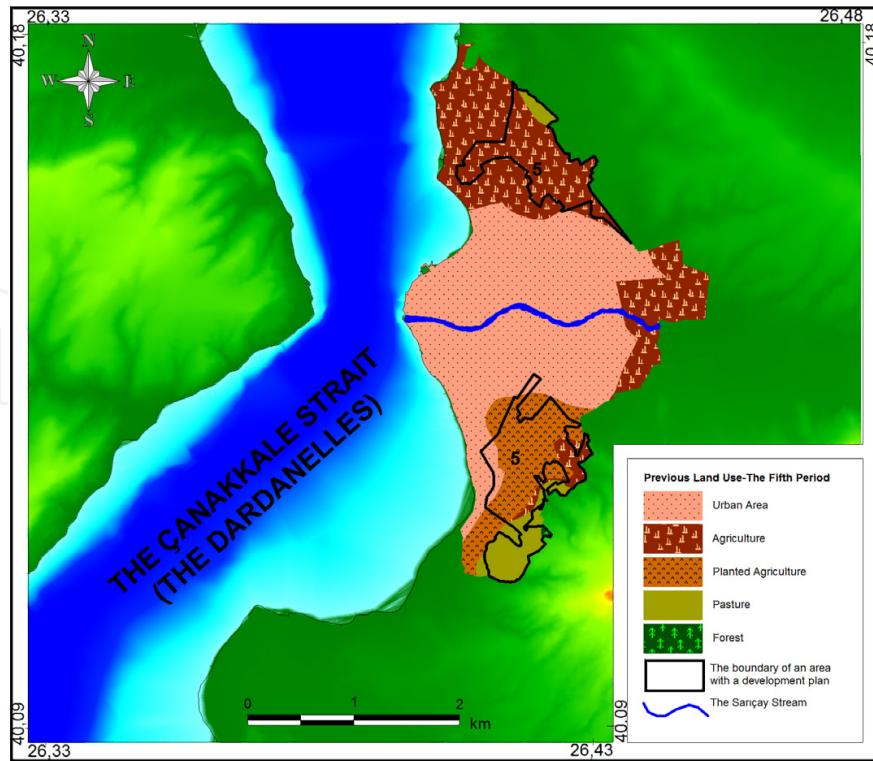 26,33
26,48
40,18
40,18
N
W
E
S
5
THE ÇANAKKALE STRAIT
(THE DARDANELLES)
5
Previous Land Use-The Fifth Period
Urban Area
Agriculture
Planted Agriculture
Pasture
Forest
The boundary of an area
with a development plan
The Sarıçay Stream
0
1
2
km
40,09
40,09
26,33
26,43